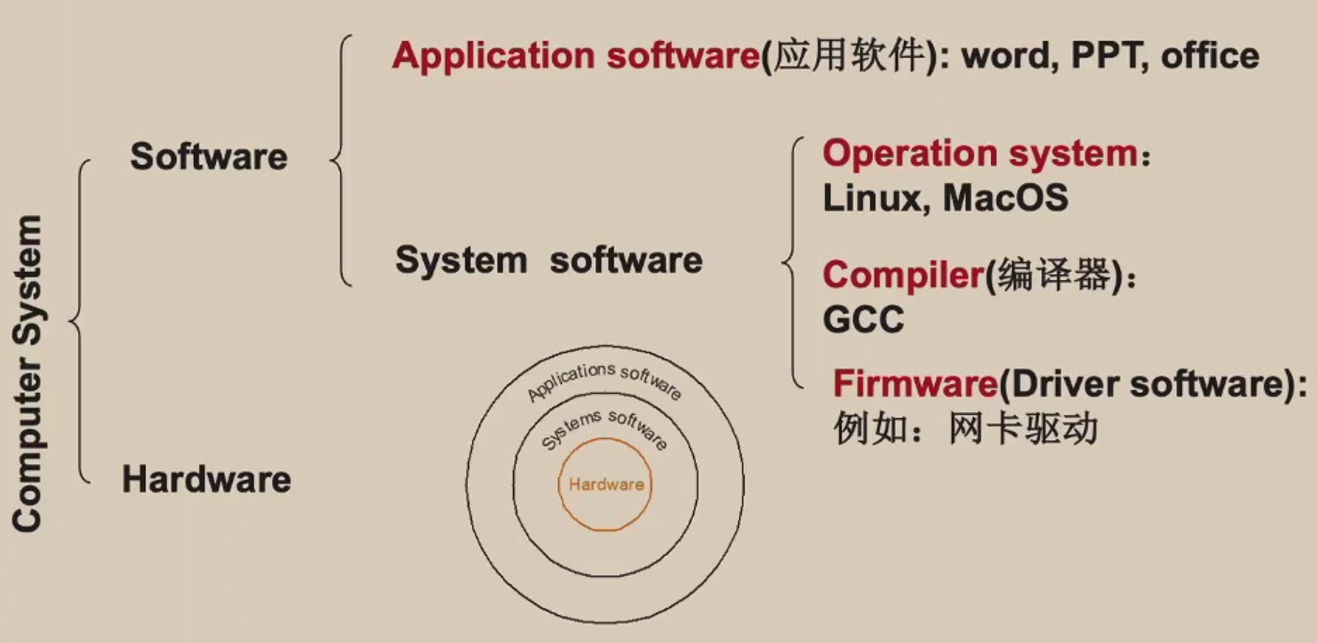 Computer System
Software
Application software(应用软件): word, PPT, office
System software
Operation system：
Linux, MacOS
Compiler(编译器)：
GCC
Firmware(Driver software):
例如：网卡驱动
Hardware
Applications software
Systems software
Hardware